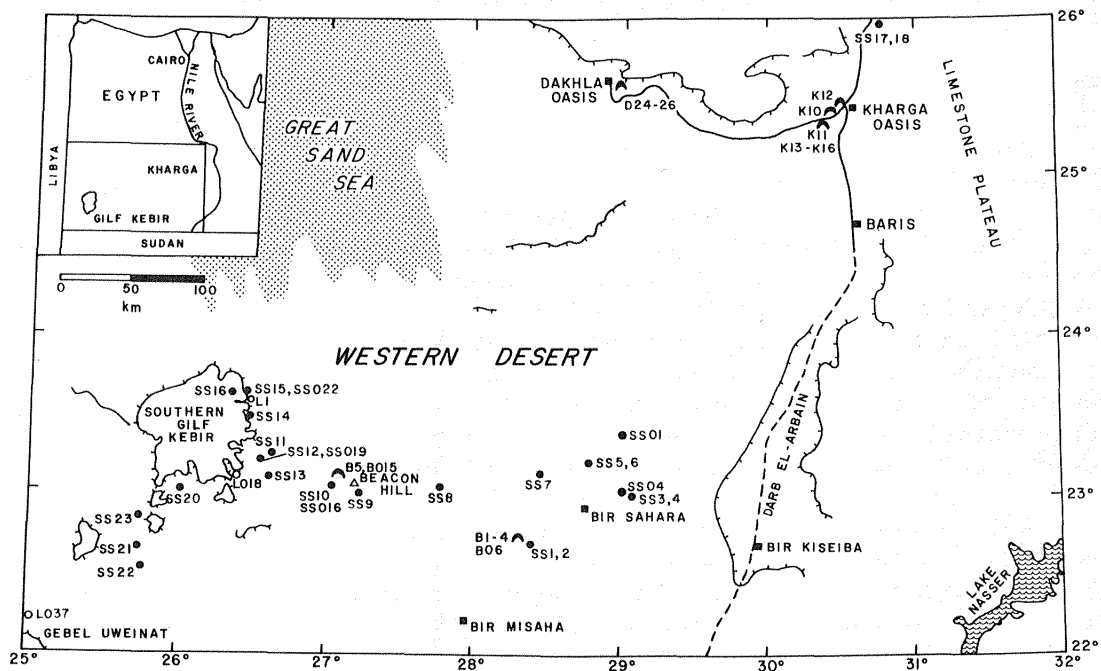 26°
SS17,18
CAIRO
NILE RIVER
EGYPT
LIBYA
KHARGA
GILF KEBIR
SUDAN
GREAT
SAND
SEA
DAKHLA
OASIS
D24-26
K12
K10
K11
K13-K16
KHARGA
OASIS
LIMESTONE PLATEAU
25°
BARIS
0 50 100
km
24°
WESTERN DESERT
SS16
SS15,SS022
L1
SS14
SOUTHERN
GILF
KEBIR
SS11
SS12,SS019
SS13
L018
SS20
B5,B015
BEACON
HILL
SS10
SS016
SS9
SS8
SS7
SS01
SS5,6
SS04
SS3,4
BIR SAHARA
DARB EL-ARBAIN
23°
SS23
SS21
SS22
B1-4
B06
SS1,2
BIR KISEIBA
LAKE
NASSER
L037
GEBEL UWEINAT
BIR MISAHA
22°
25° 26° 27° 28° 29° 30° 31° 32°